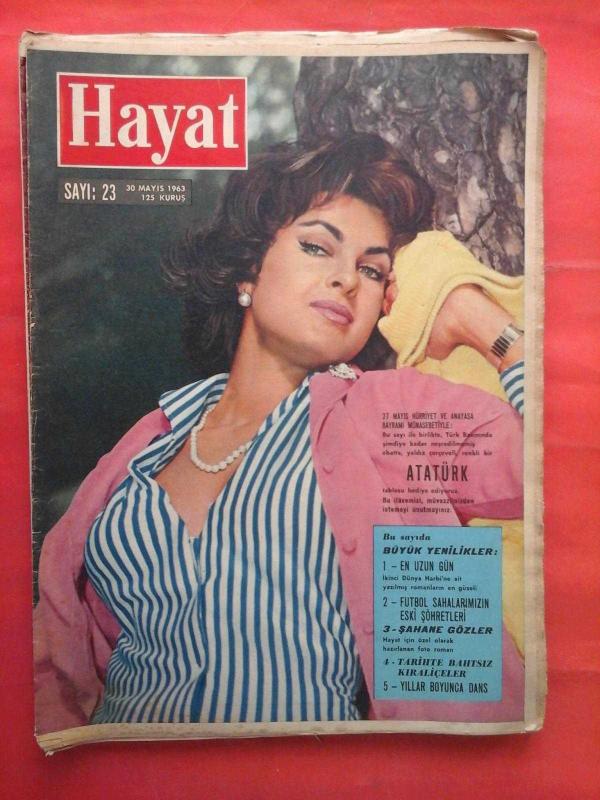 Hayat
SAYI: 23
30 MAYIS 1963
125 KURUŞ
27 MAYIS HÜRRİYET VE ANAYASA
BAYRAMI MÜNASEBETİYLE:
Bu sayı ile birlikte, Türk Basınında
şimdiye kadar neşredilmemiş
ebatta, yaldız çerçeveli, renkli bir
ATATÜRK
tablosu hediye ediyoruz.
Bu ilâvemizi, müvezziinizden
istemeyi unutmayınız.
Bu sayıda
BÜYÜK YENİLİKLER:
1 – EN UZUN GÜN
İkinci Dünya Harbi'ne ait
yazılmış romanların en güzeli
2 – FUTBOL SAHALARIMIZIN
ESKİ ŞÖHRETLERİ
3 - ŞAHANE GÖZLER
Hayat için özel olarak
hazırlanan foto roman
4 - TARİHTE BAHTSIZ
KIRALİÇELER
5 – YILLAR BOYUNCA DANS